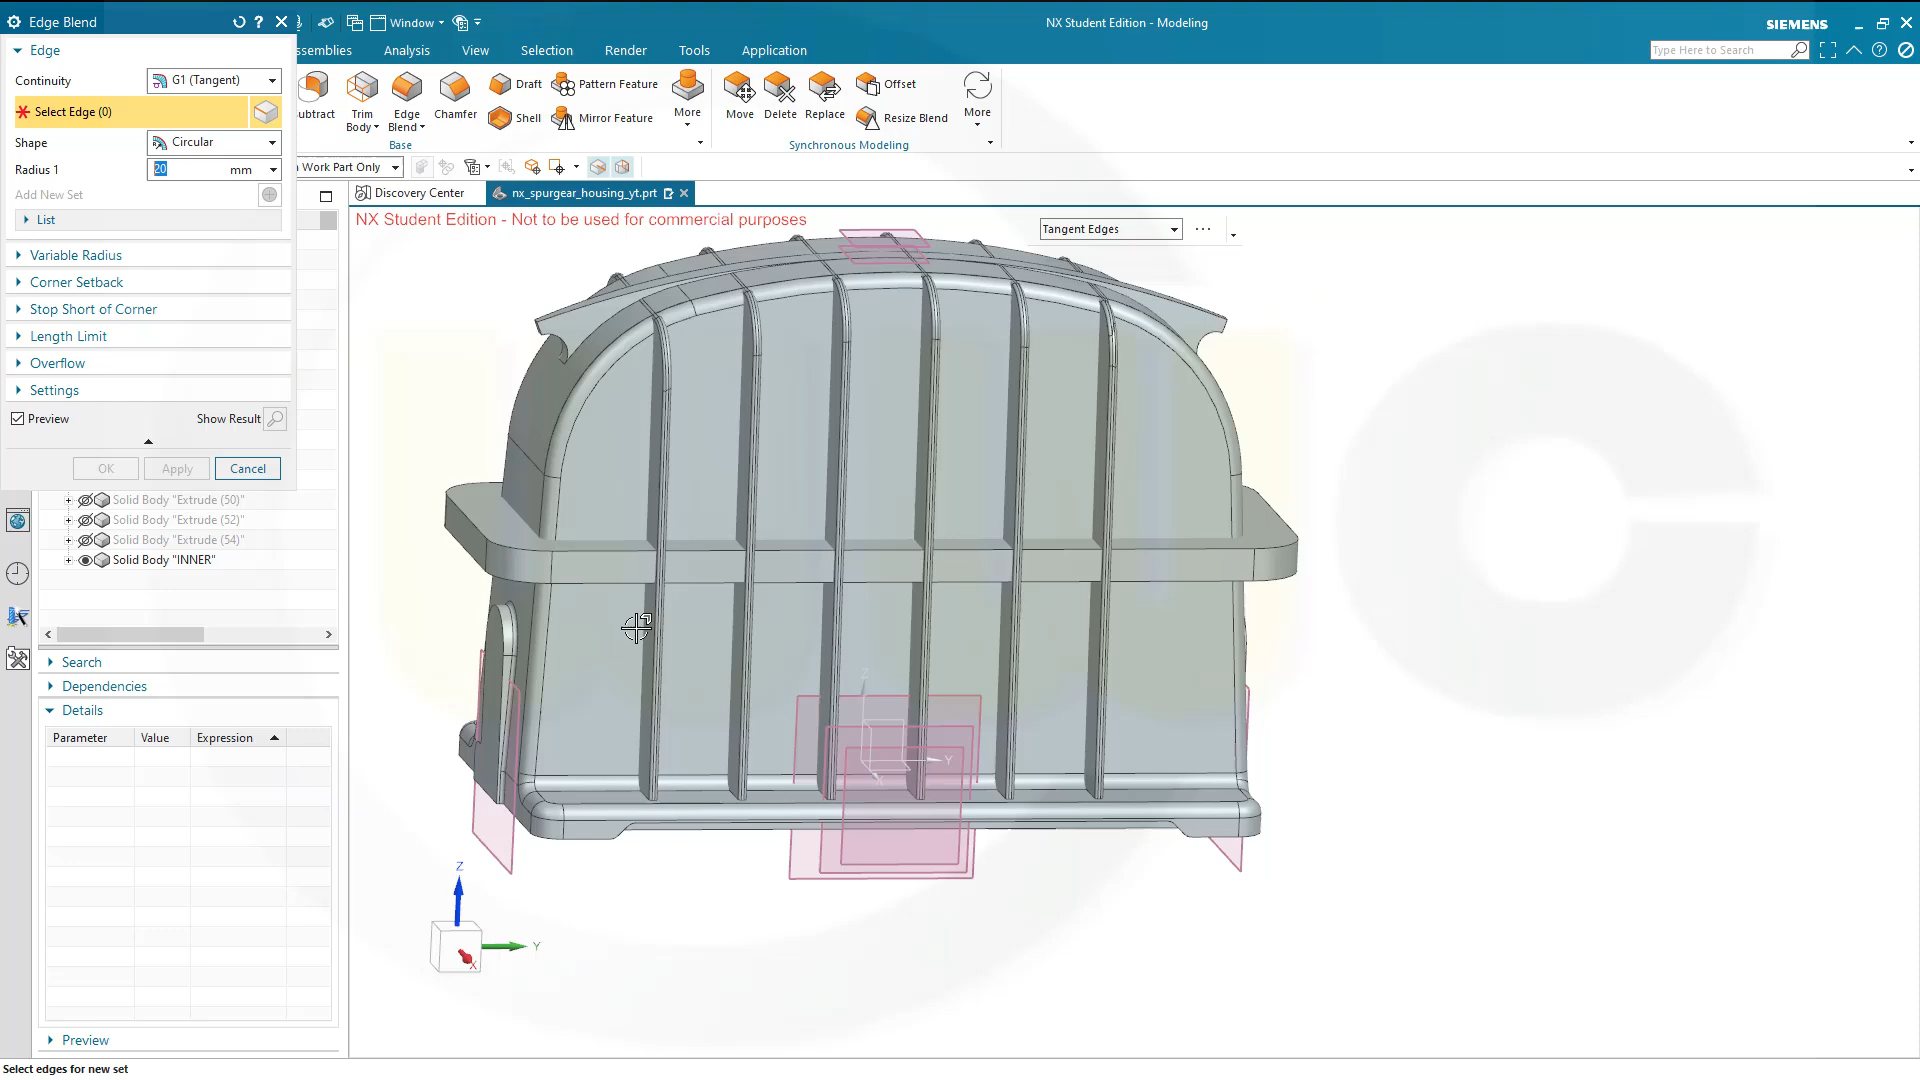 Edge Blend
Window
NX Student Edition - Modeling
SIEMENS
Edge
ssemblies
Analysis
View
Selection
Render
Tools
Application
Type Here to Search
Continuity
G1 (Tangent)
Select Edge (0)
Shape
Circular
Radius 1
20
mm
Add New Set
List
Variable Radius
Corner Setback
Stop Short of Corner
Length Limit
Overflow
Settings
Preview
Show Result
OK
Apply
Cancel
ubtract
Trim Body
Edge Blend
Chamfer
Draft
Shell
Pattern Feature
Mirror Feature
More
Base
Move
Delete
Replace
Offset
Resize Blend
More
Synchronous Modeling
Work Part Only
Discovery Center
nx_spurgear_housing_yt.prt
NX Student Edition - Not to be used for commercial purposes
Tangent Edges
Solid Body "Extrude (50)"
Solid Body "Extrude (52)"
Solid Body "Extrude (54)"
Solid Body "INNER"
Search
Dependencies
Details
Parameter
Value
Expression
Preview
Z
Y
Z
Y
X
Select edges for new set